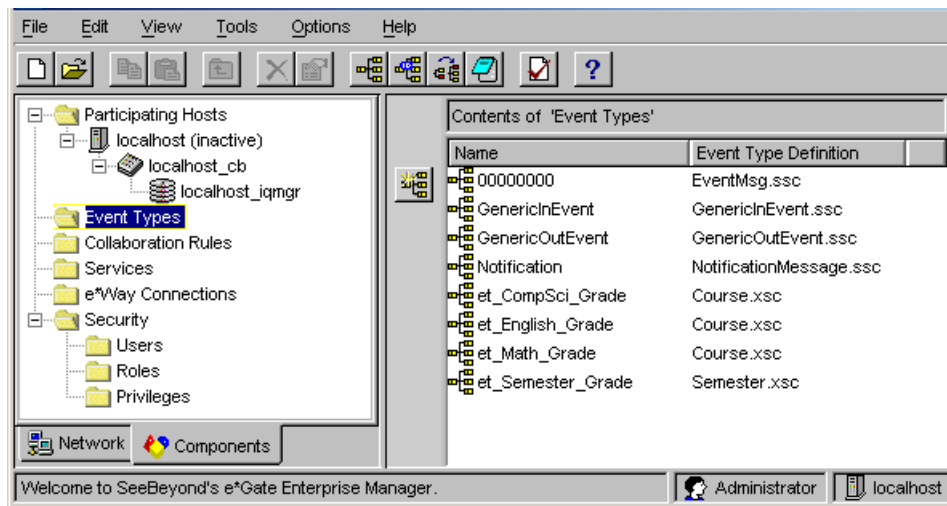 File Edit View Tools Options Help
?
Participating Hosts
localhost (inactive)
localhost_cb
localhost_iqmgr
Event Types
Collaboration Rules
Services
e*Way Connections
Security
Users
Roles
Privileges
Network Components
Contents of 'Event Types'
Name Event Type Definition
00000000 EventMsg.ssc
GenericInEvent GenericInEvent.ssc
GenericOutEvent GenericOutEvent.ssc
Notification NotificationMessage.ssc
et_CompSci_Grade Course.xsc
et_English_Grade Course.xsc
et_Math_Grade Course.xsc
et_Semester_Grade Semester.xsc
Welcome to SeeBeyond's e*Gate Enterprise Manager. Administrator localhost